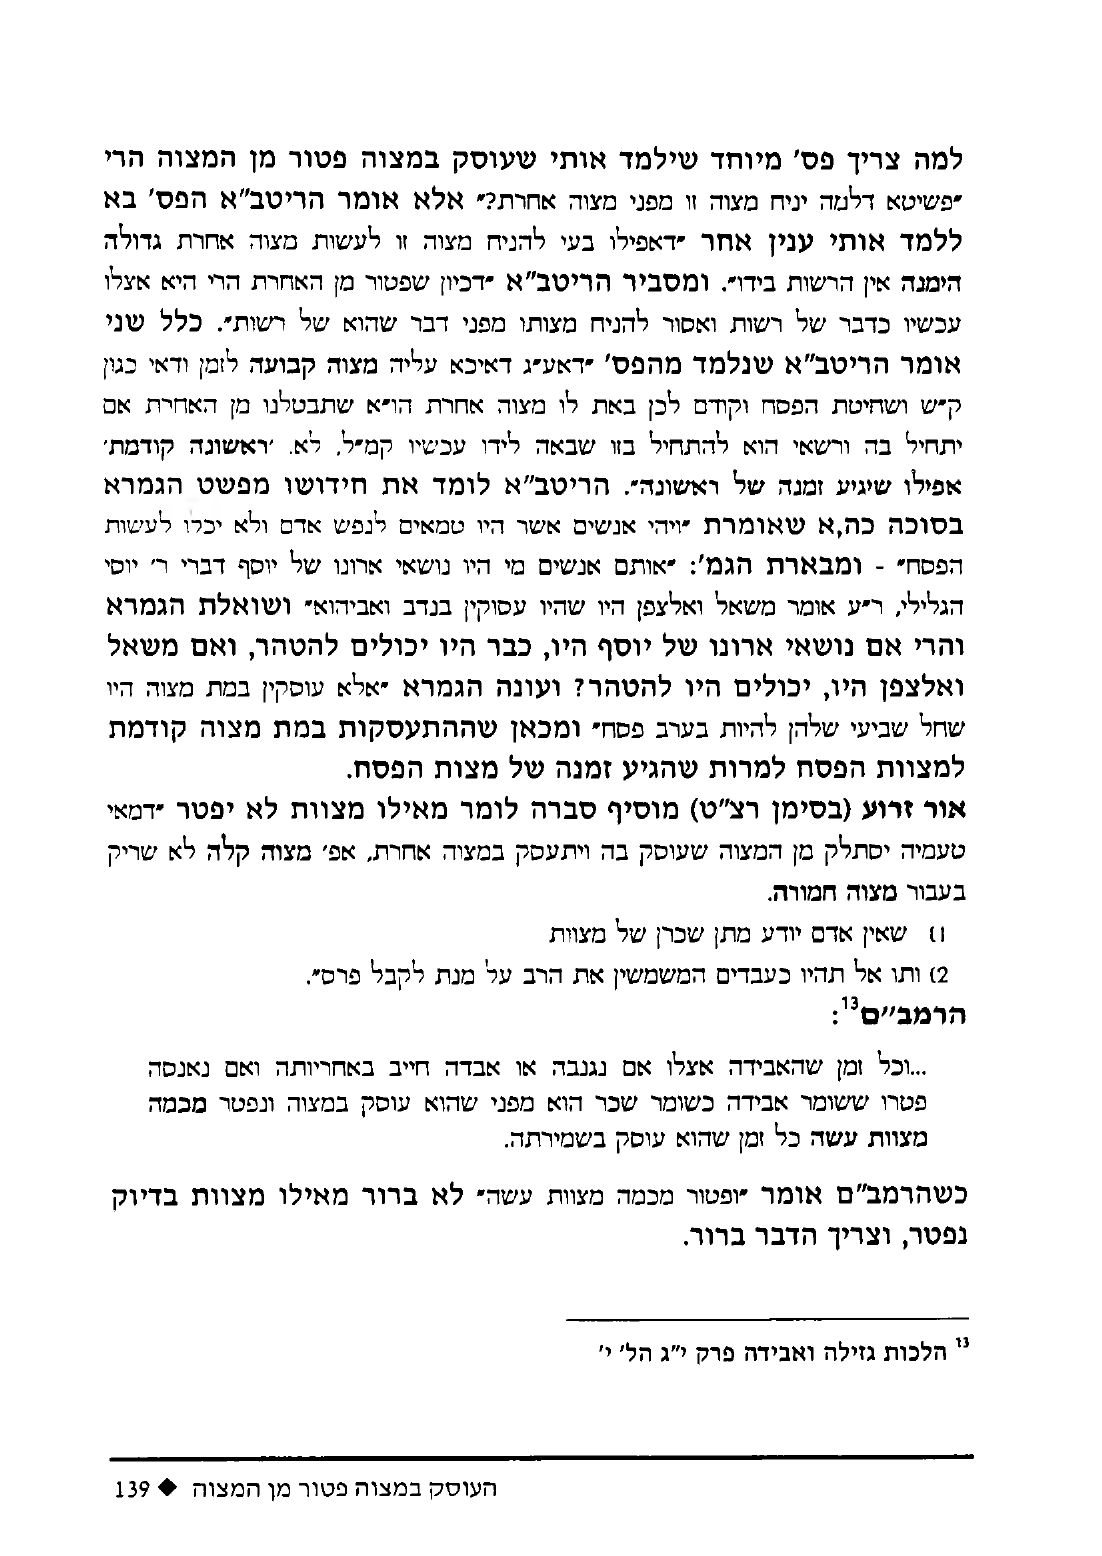 למה צריך פס' מיוחד שילמד אותי שעוסק במצוה פטור מן המצוה הרי
"פשיטא דלמה יניח מצוה זו מפני מצוה אחרת?" אלא אומר הריטב"א הפס' בא
ללמד אותי ענין אחר "דאפילו בעי להניח מצוה זו לעשות מצוה אחרת גדולה
הימנה אין הרשות בידו". ומסביר הריטב"א "דכיון שפטור מן האחרת הרי היא אצלו
עכשיו כדבר של רשות ואסור להניח מצותו מפני דבר שהוא של רשות". כלל שני
אומר הריטב"א שנלמד מהפס' "דאע"ג דאיכא עליה מצוה קבועה לזמן ודאי כגון
ק"ש ושחיטת הפסח וקודם לכן באת לו מצוה אחרת הו"א שתבטלנו מן האחרת אם
יתחיל בה ורשאי הוא להתחיל בזו שבאה לידו עכשיו קמ"ל, לא. 'ראשונה קודמת'
אפילו שיגיע זמנה של ראשונה". הריטב"א לומד את חידושו מפשט הגמרא
בסוכה כה,א שאומרת "ויהי אנשים אשר היו טמאים לנפש אדם ולא יכלו לעשות
הפסח" - ומבארת הגמ': "אותם אנשים מי היו נושאי ארונו של יוסף דברי ר' יוסי
הגלילי, ר"ע אומר משאל ואלצפן היו שהיו עסוקין בנדב ואביהוא" ושואלת הגמרא
והרי אם נושאי ארונו של יוסף היו, כבר היו יכולים להטהר, ואם משאל
ואלצפן היו, יכולים היו להטהר? ועונה הגמרא "אלא עוסקין במת מצוה היו
שחל שביעי שלהן להיות בערב פסח" ומכאן שההתעסקות במת מצוה קודמת
למצוות הפסח למרות שהגיע זמנה של מצות הפסח.
אור זרוע (בסימן רצ"ט) מוסיף סברה לומר מאילו מצוות לא יפטר "דמאי
טעמיה יסתלק מן המצוה שעוסק בה ויתעסק במצוה אחרת, אפ' מצוה קלה לא שריק
בעבור מצוה חמורה.
1) שאין אדם יודע מתן שכרן של מצוות
2) ותו אל תהיו כעבדים המשמשין את הרב על מנת לקבל פרס".
הרמב"ם13:
...וכל זמן שהאבידה אצלו אם נגנבה או אבדה חייב באחריותה ואם נאנסה
פטרו ששומר אבידה כשומר שכר הוא מפני שהוא עוסק במצוה ונפטר מכמה
מצוות עשה כל זמן שהוא עוסק בשמירתה.
כשהרמב"ם אומר "ופטור מכמה מצוות עשה" לא ברור מאילו מצוות בדיוק
נפטר, וצריך הדבר ברור.
13 הלכות גזילה ואבידה פרק י"ג הל' י'
העוסק במצוה פטור מן המצוה ◆ 139